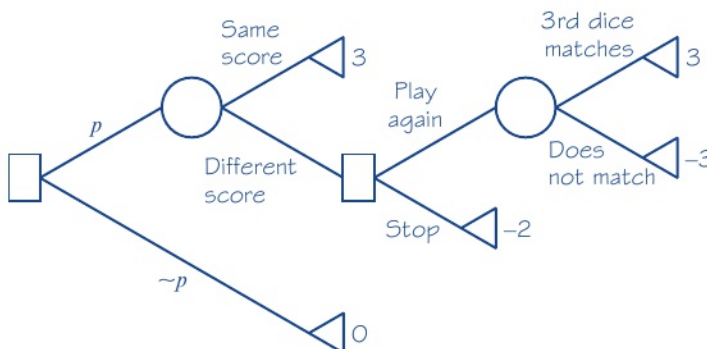 Same
score
3
3rd dice
matches
3
p
Play
again
Different
score
Does
not match
–3
Stop
–2
~p
0